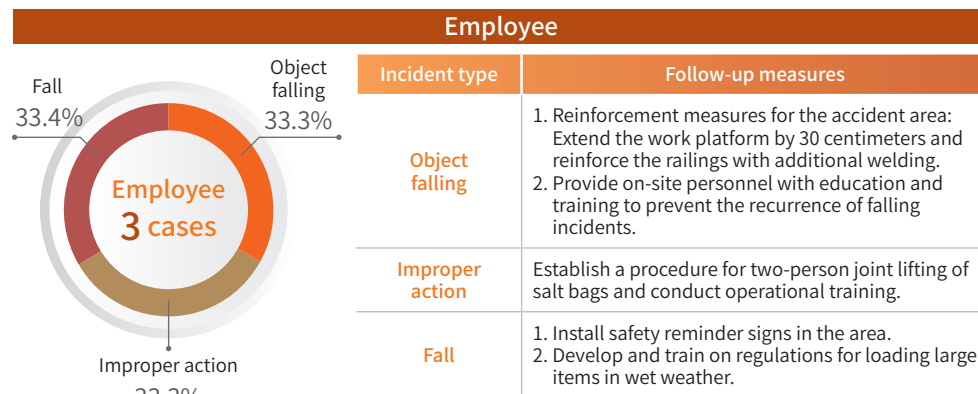 Employee
Fall
33.4%
Object
falling
33.3%
Employee
3 cases
Improper action
Incident type
Follow-up measures
Object
falling
1. Reinforcement measures for the accident area:
Extend the work platform by 30 centimeters and
reinforce the railings with additional welding.
2. Provide on-site personnel with education and
training to prevent the recurrence of falling
incidents.
Improper
action
Establish a procedure for two-person joint lifting of
salt bags and conduct operational training.
Fall
1. Install safety reminder signs in the area.
2. Develop and train on regulations for loading large
items in wet weather.